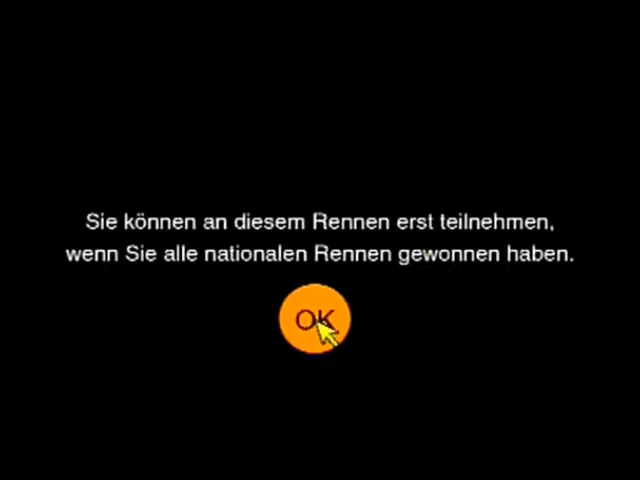 Sie können an diesem Rennen erst teilnehmen,
wenn Sie alle nationalen Rennen gewonnen haben.
OK